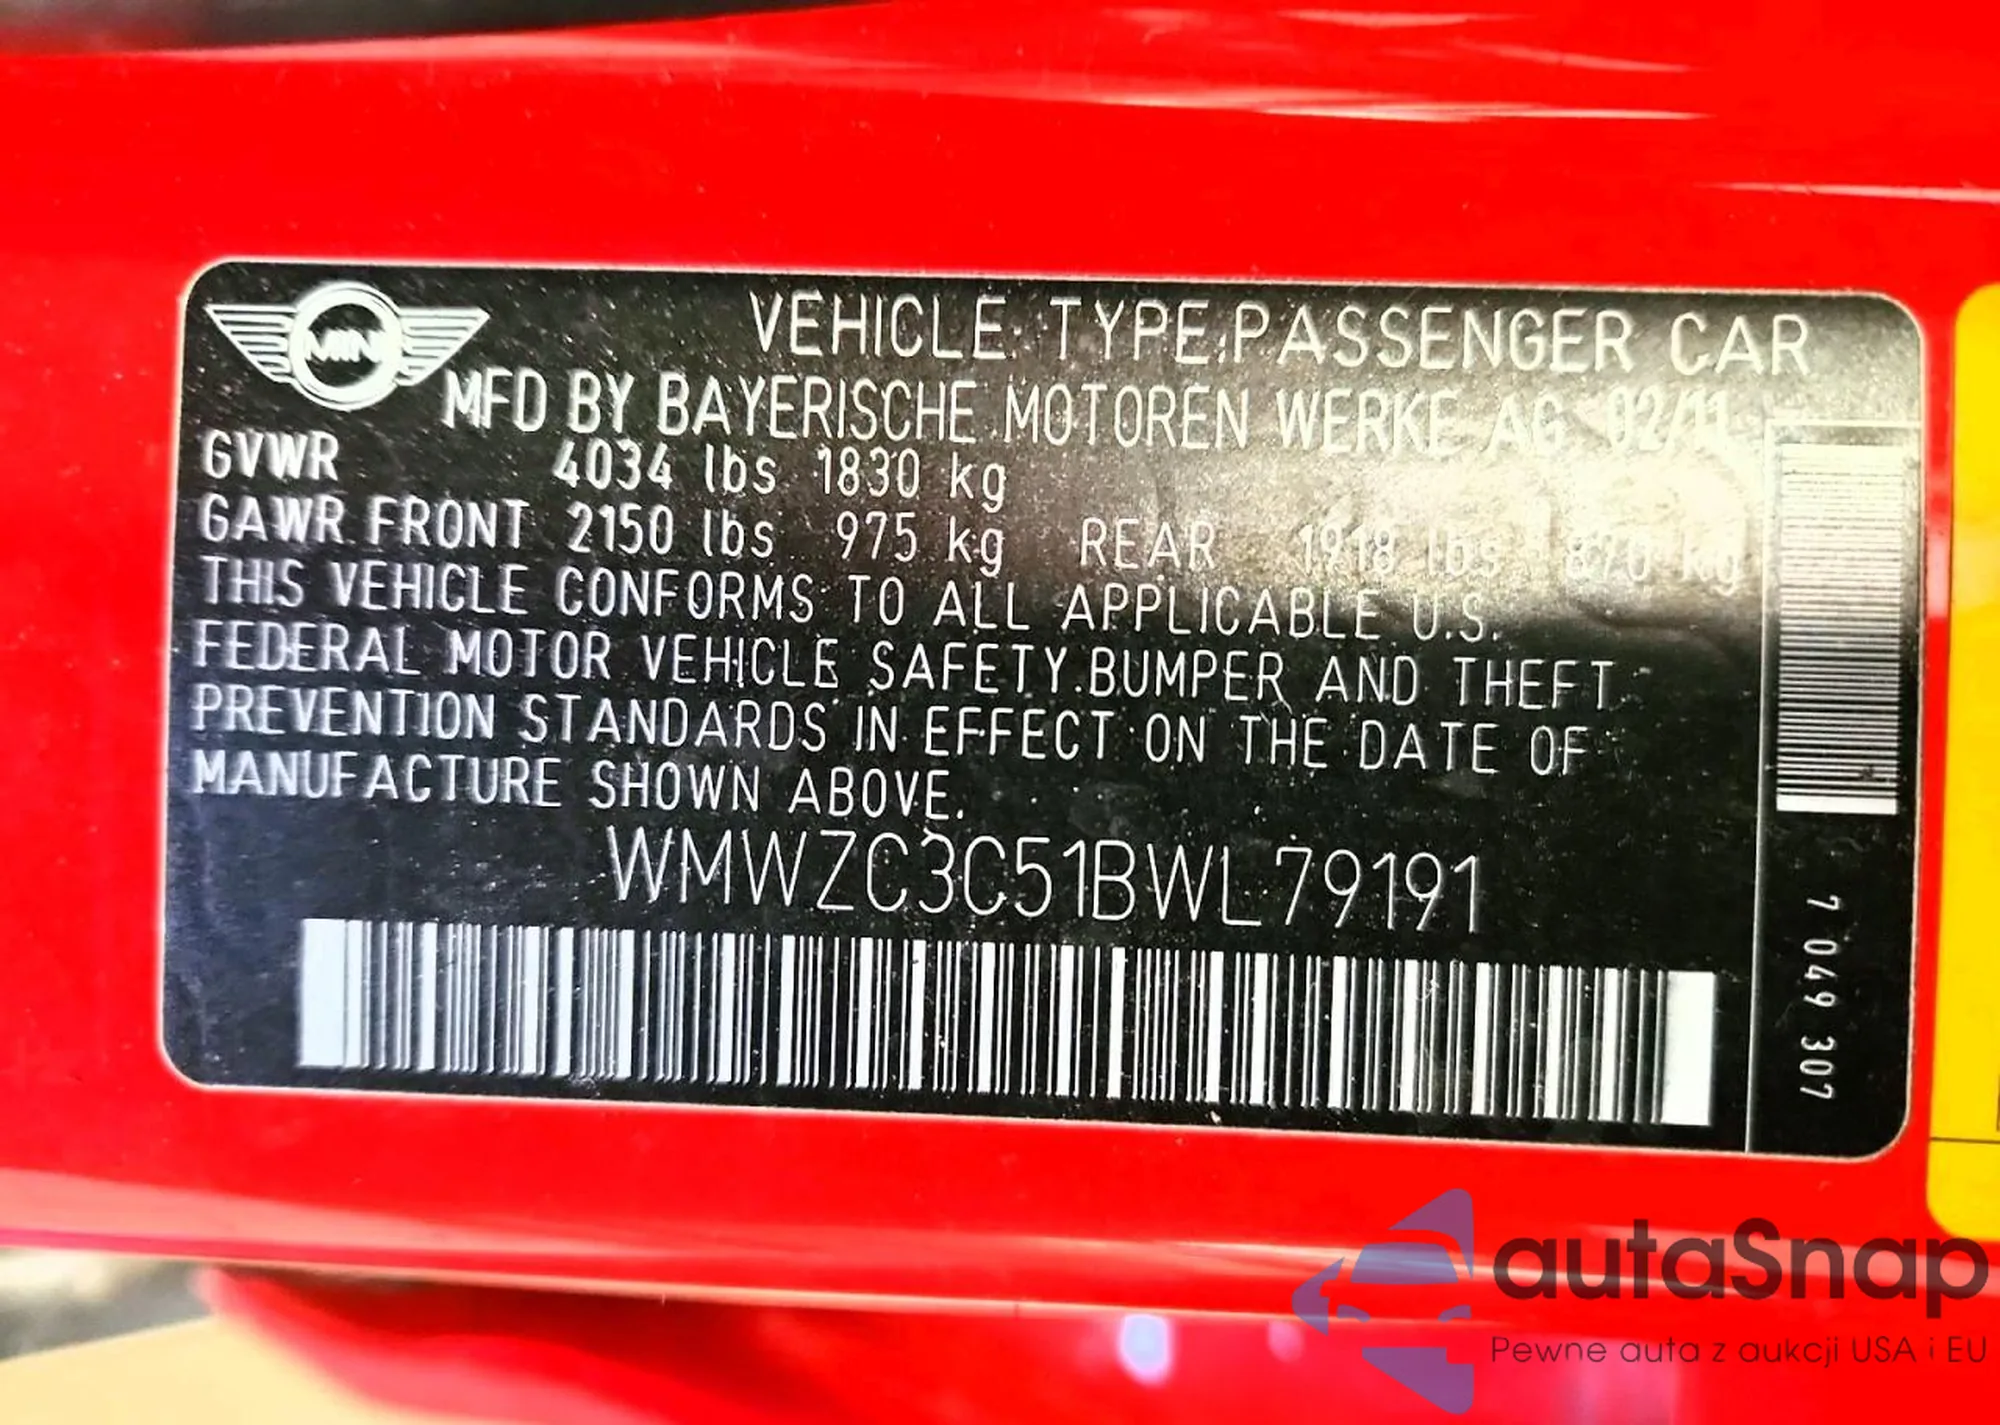 MINI
VEHICLE TYPE:PASSENGER CAR
MFD BY BAYERISCHE MOTOREN WERKE AG 02/11
GVWR 4034 lbs 1830 kg
GAWR FRONT 2150 lbs 975 kg REAR 1918 lbs 870 kg
THIS VEHICLE CONFORMS TO ALL APPLICABLE U.S.
FEDERAL MOTOR VEHICLE SAFETY.BUMPER AND THEFT
PREVENTION STANDARDS IN EFFECT ON THE DATE OF
MANUFACTURE SHOWN ABOVE.
WMWZC3C51BWL79191
7 049 307
autaSnap
Pewne auta z aukcji USA i EU